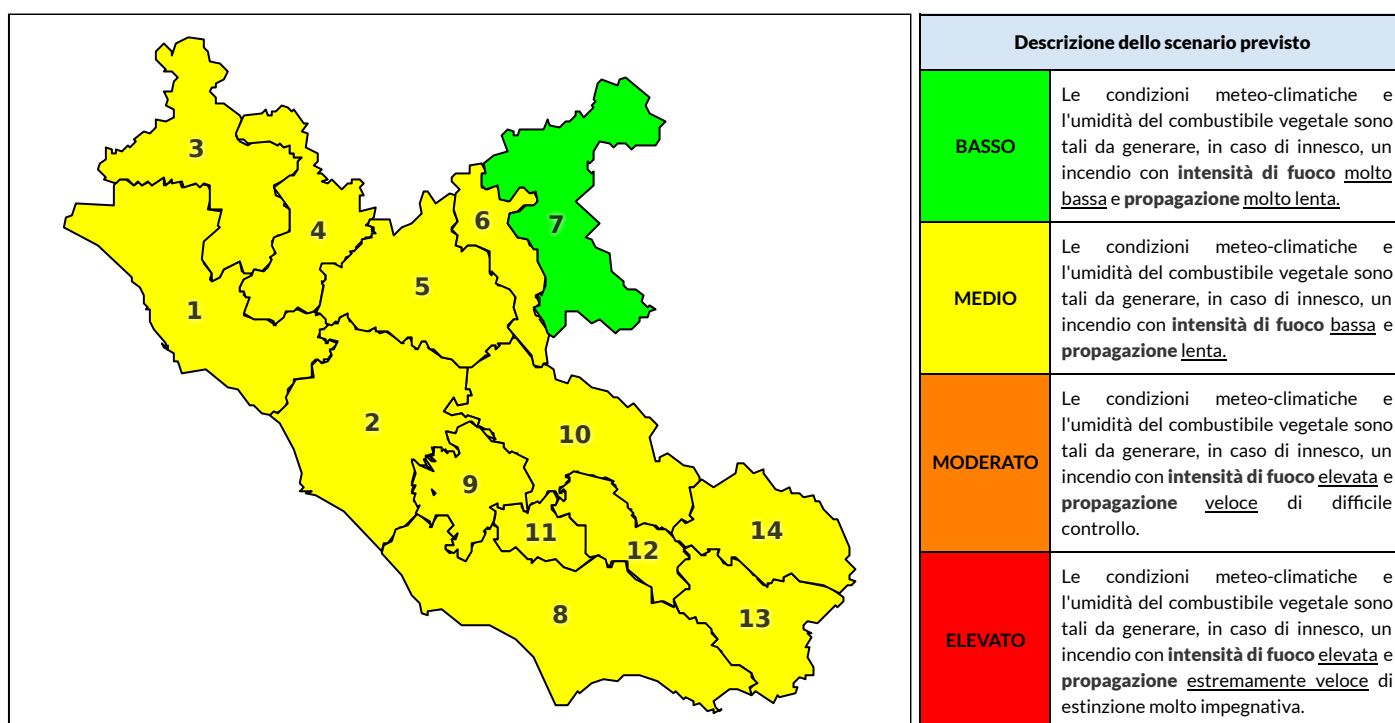 3
4
6
7
5
1
2
10
9
11
14
12
8
13
Descrizione dello scenario previsto
BASSO
Le condizioni meteo-climatiche e
l'umidità del combustibile vegetale sono
tali da generare, in caso di innesco, un
incendio con intensità di fuoco molto
bassa e propagazione molto lenta.
MEDIO
Le condizioni meteo-climatiche e
l'umidità del combustibile vegetale sono
tali da generare, in caso di innesco, un
incendio con intensità di fuoco bassa e
propagazione lenta.
MODERATO
Le condizioni meteo-climatiche e
l'umidità del combustibile vegetale sono
tali da generare, in caso di innesco, un
incendio con intensità di fuoco elevata e
propagazione veloce di difficile
controllo.
ELEVATO
Le condizioni meteo-climatiche e
l'umidità del combustibile vegetale sono
tali da generare, in caso di innesco, un
incendio con intensità di fuoco elevata e
propagazione estremamente veloce di
estinzione molto impegnativa.